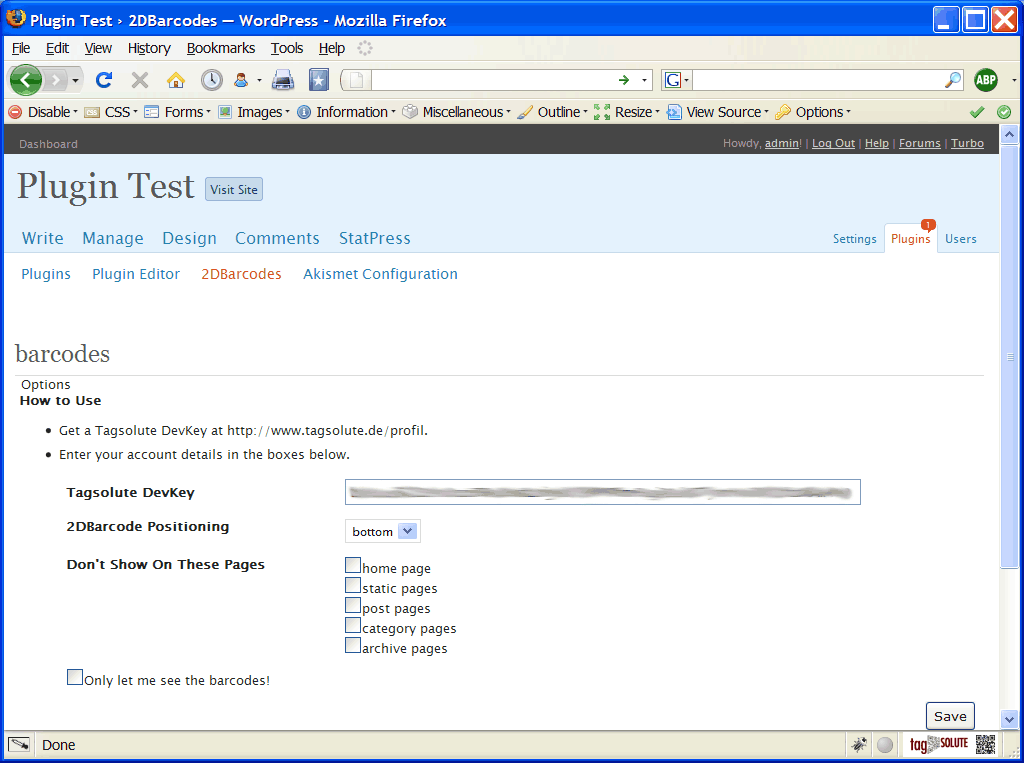 Plugin Test › 2DBarcodes — WordPress - Mozilla Firefox
File Edit View History Bookmarks Tools Help
G ABP
Disable CSS Forms Images Information Miscellaneous Outline Resize View Source Options
Dashboard Howdy, admin! | Log Out | Help | Forums | Turbo
Plugin Test Visit Site
1
Write Manage Design Comments StatPress Settings Plugins Users
Plugins Plugin Editor 2DBarcodes Akismet Configuration
barcodes
Options
How to Use
• Get a Tagsolute DevKey at http://www.tagsolute.de/profil.
• Enter your account details in the boxes below.
Tagsolute DevKey
2DBarcode Positioning bottom
Don't Show On These Pages home page
static pages
post pages
category pages
archive pages
Only let me see the barcodes!
Save
Done tagSOLUTE